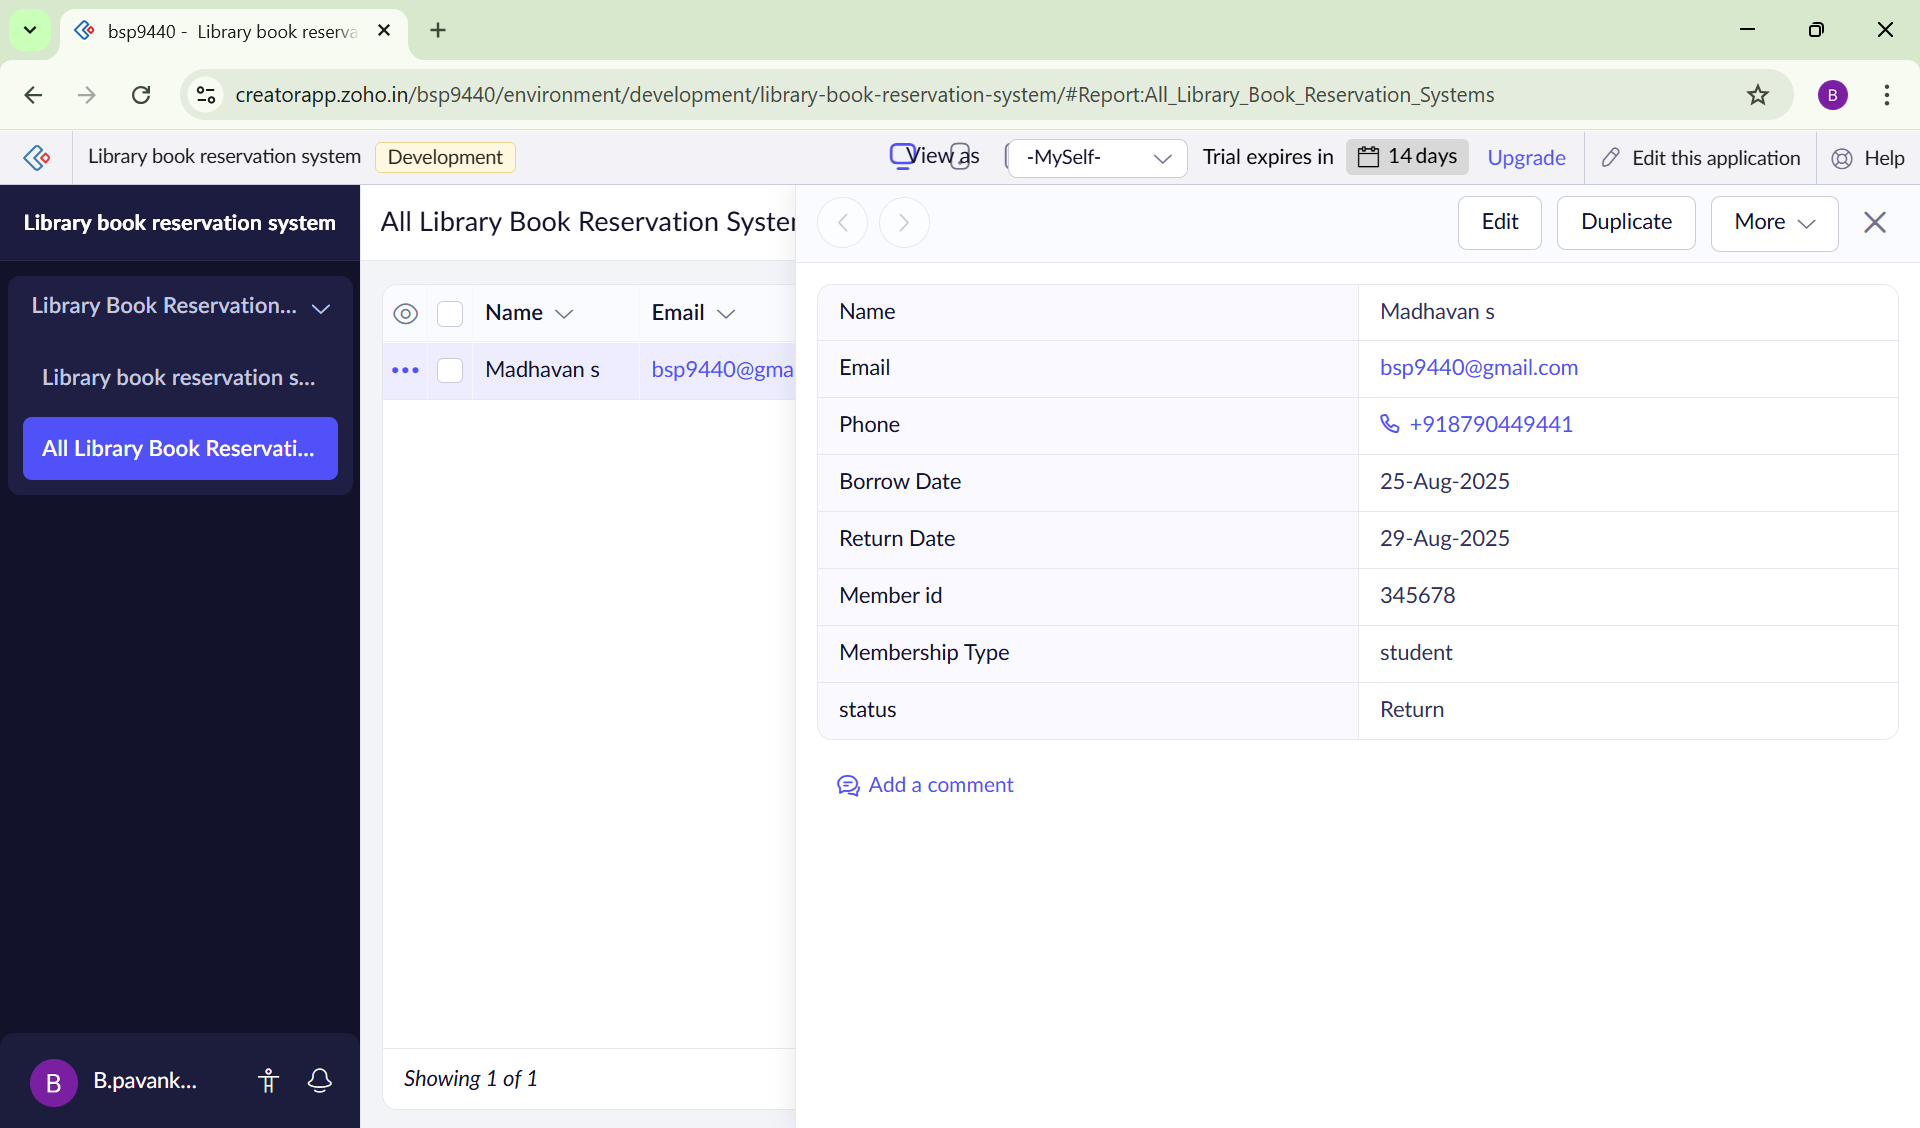 bsp9440 - Library book reserva
creatorapp.zoho.in/bsp9440/environment/development/library-book-reservation-system/#Report:All_Library_Book_Reservation_Systems
B
Library book reservation system
Development
View as
-MySelf-
Trial expires in
14 days
Upgrade
Edit this application
Help
Library book reservation system
Library Book Reservation...
Library book reservation s...
All Library Book Reservati...
B
B.pavank...
All Library Book Reservation Syster
Name
Email
Madhavan s
bsp9440@gma
Showing 1 of 1
Edit
Duplicate
More
Name Madhavan s
Email bsp9440@gmail.com
Phone +918790449441
Borrow Date 25-Aug-2025
Return Date 29-Aug-2025
Member id 345678
Membership Type student
status Return
Add a comment